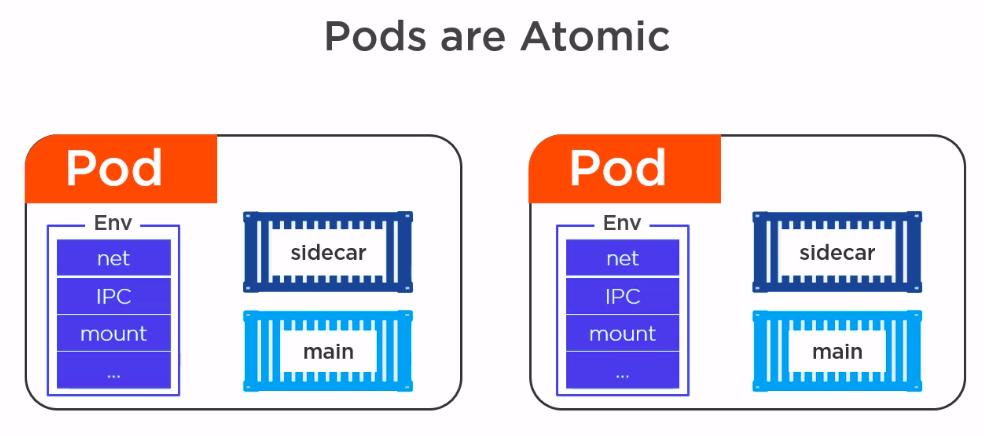 Pods are Atomic
Pod
Env
net
IPC
mount
...
sidecar
main
Pod
Env
net
IPC
mount
...
sidecar
main